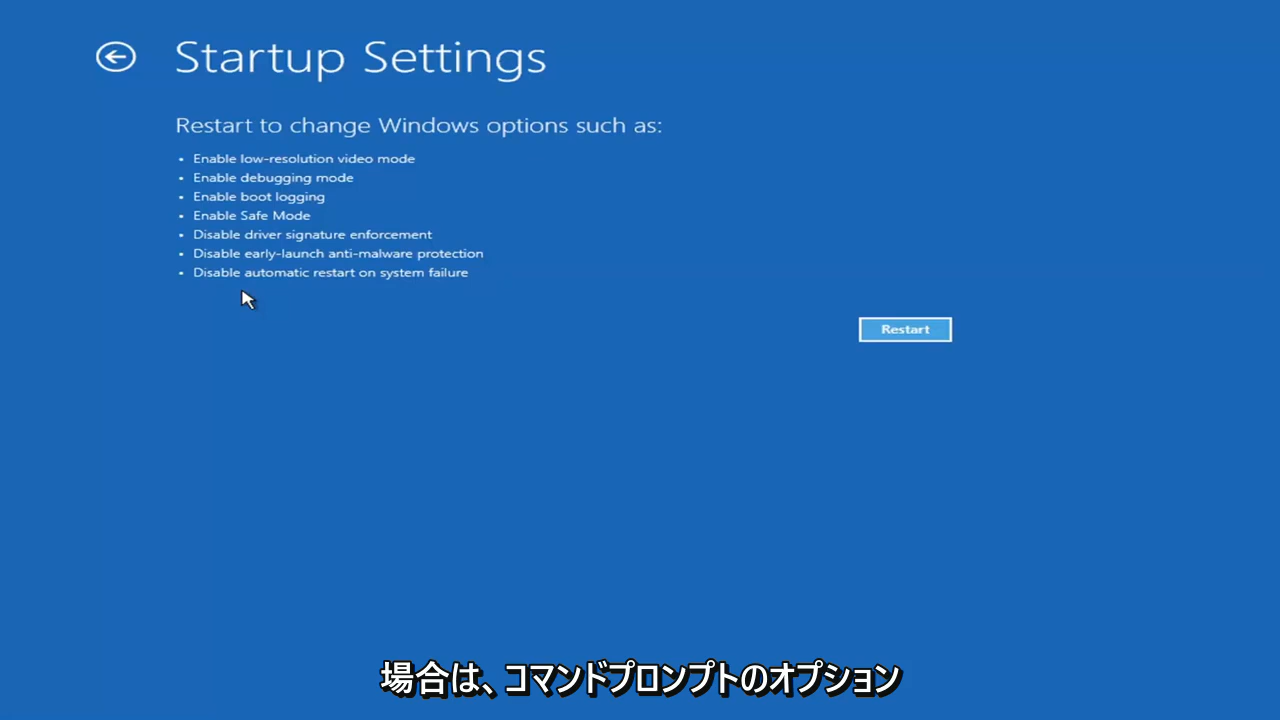 Startup Settings
Restart to change Windows options such as:
• Enable low-resolution video mode
• Enable debugging mode
• Enable boot logging
• Enable Safe Mode
• Disable driver signature enforcement
• Disable early-launch anti-malware protection
• Disable automatic restart on system failure
Restart
場合は、コマンドプロンプトのオプション